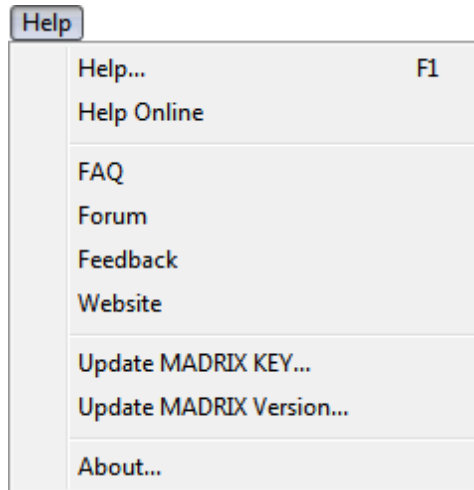 Help
Help... F1
Help Online
FAQ
Forum
Feedback
Website
Update MADRIX KEY...
Update MADRIX Version...
About...